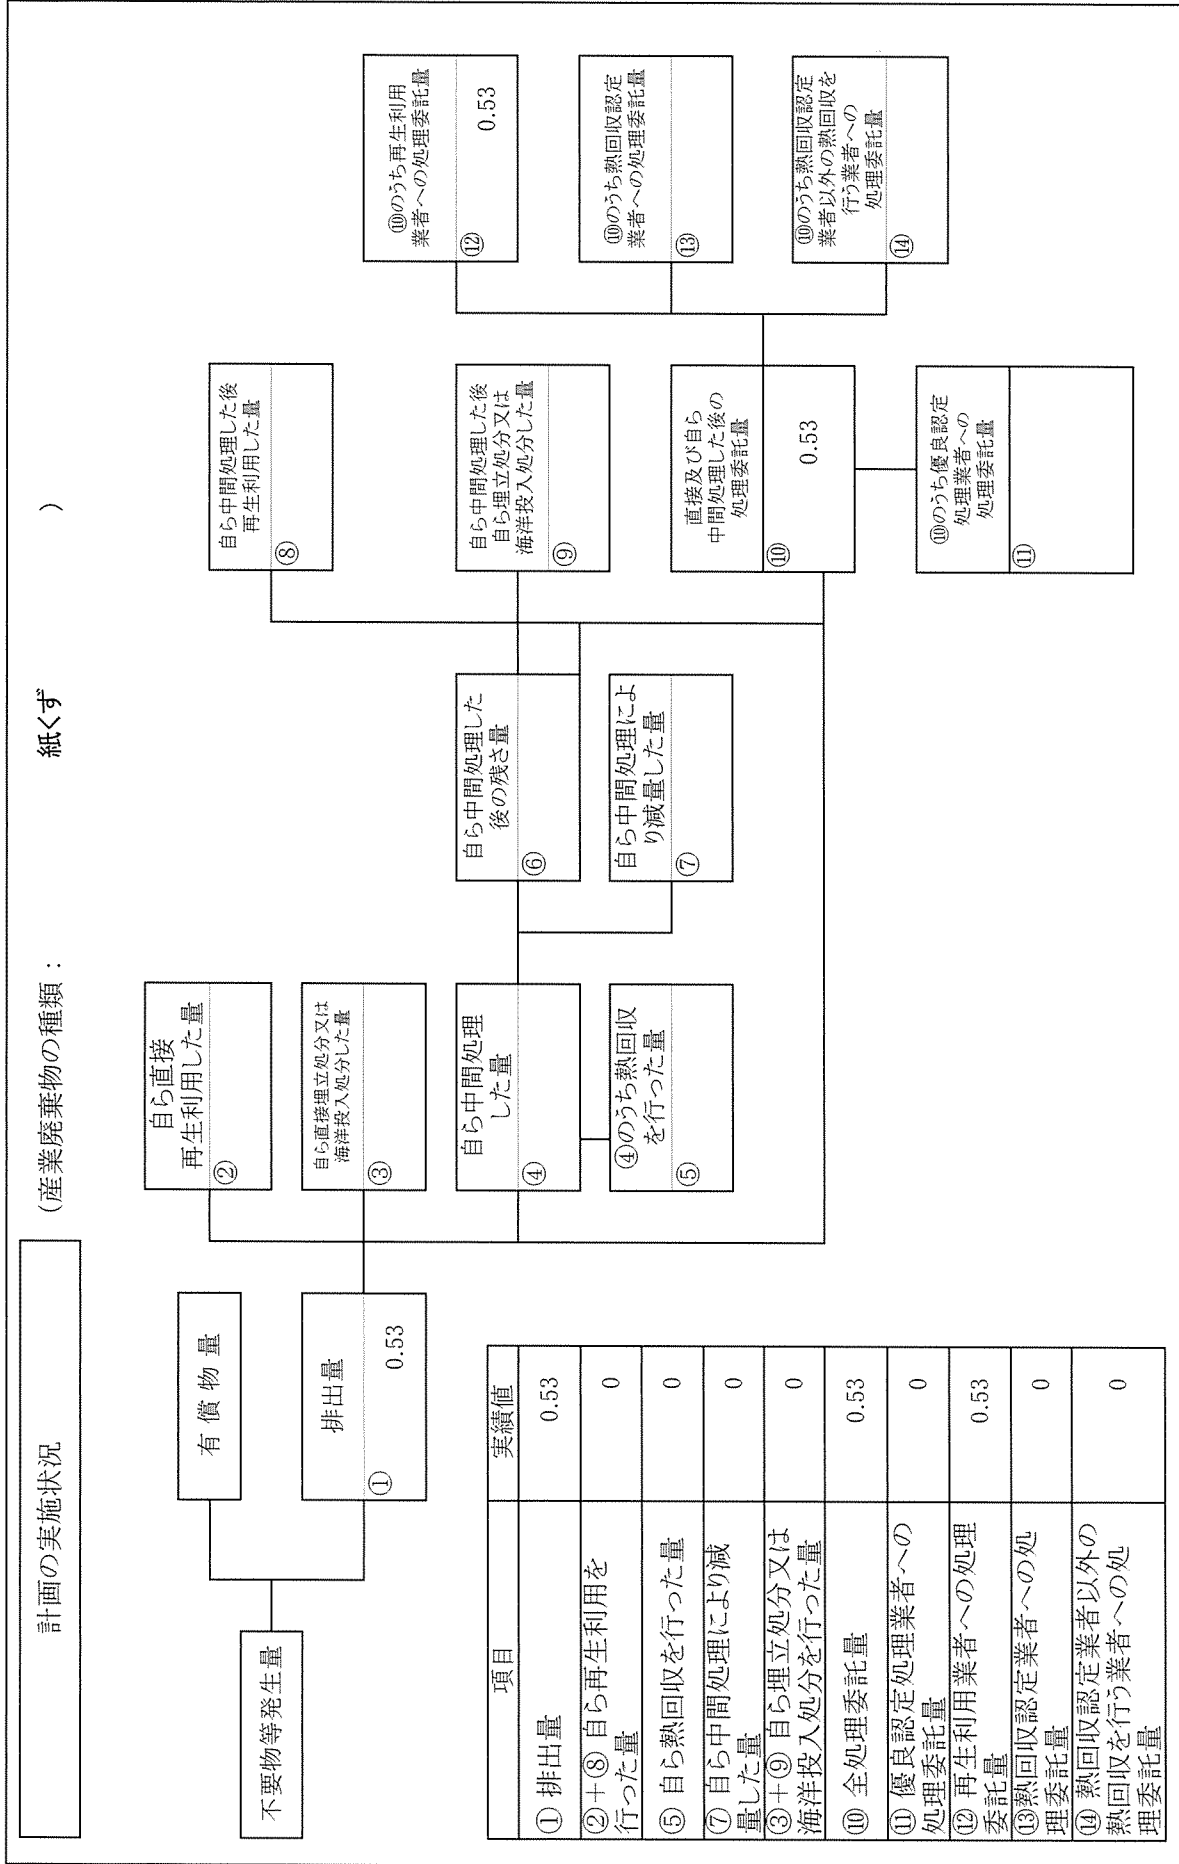 計画の実施状況
(産業廃棄物の種類：
紙くず
)
不要物等発生量
有 償 物 量
排出量
①
0.53
自ら直接
再生利用した量
②
自ら直接埋立処分又は
海洋投入処分した量
③
自ら中間処理
した量
④
④のうち熱回収
を行った量
⑤
自ら中間処理した
後の残さ量
⑥
自ら中間処理によ
り減量した量
⑦
自ら中間処理した後
再生利用した量
⑧
自ら中間処理した後
自ら埋立処分又は
海洋投入処分した量
⑨
直接及び自ら
中間処理した後の
処理委託量
⑩
0.53
⑩のうち優良認定
処理業者への
処理委託量
⑪
⑩のうち再生利用
業者への処理委託量
⑫
0.53
⑩のうち熱回収認定
業者への処理委託量
⑬
⑩のうち熱回収認定
業者以外の熱回収を
行う業者への
処理委託量
⑭
項目 実績値
① 排出量 0.53
②＋⑧ 自ら再生利用を
行った量 0
⑤ 自ら熱回収を行った量 0
⑦ 自ら中間処理により減
量した量 0
③＋⑨ 自ら埋立処分又は
海洋投入処分を行った量 0
⑩ 全処理委託量 0.53
⑪ 優良認定処理業者への
処理委託量 0
⑫ 再生利用業者への処理
委託量 0.53
⑬熱回収認定業者への処
理委託量 0
⑭ 熱回収認定業者以外の
熱回収を行う業者への処
理委託量 0